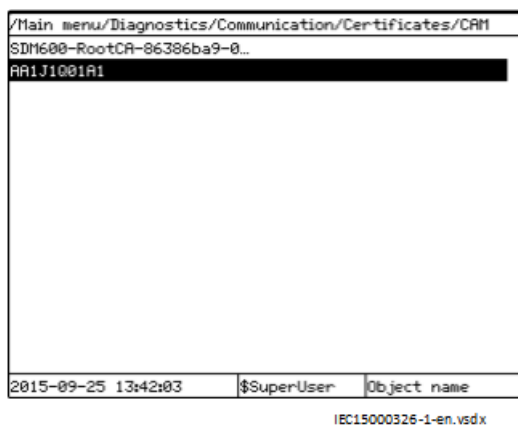 /Main menu/Diagnostics/Communication/Certificates/CAM
SDM600-RootCA-86386ba9-0…
AA1J1Q01A1
2015-09-25 13:42:03 $SuperUser Object name
IEC15000326-1-en.vsdx